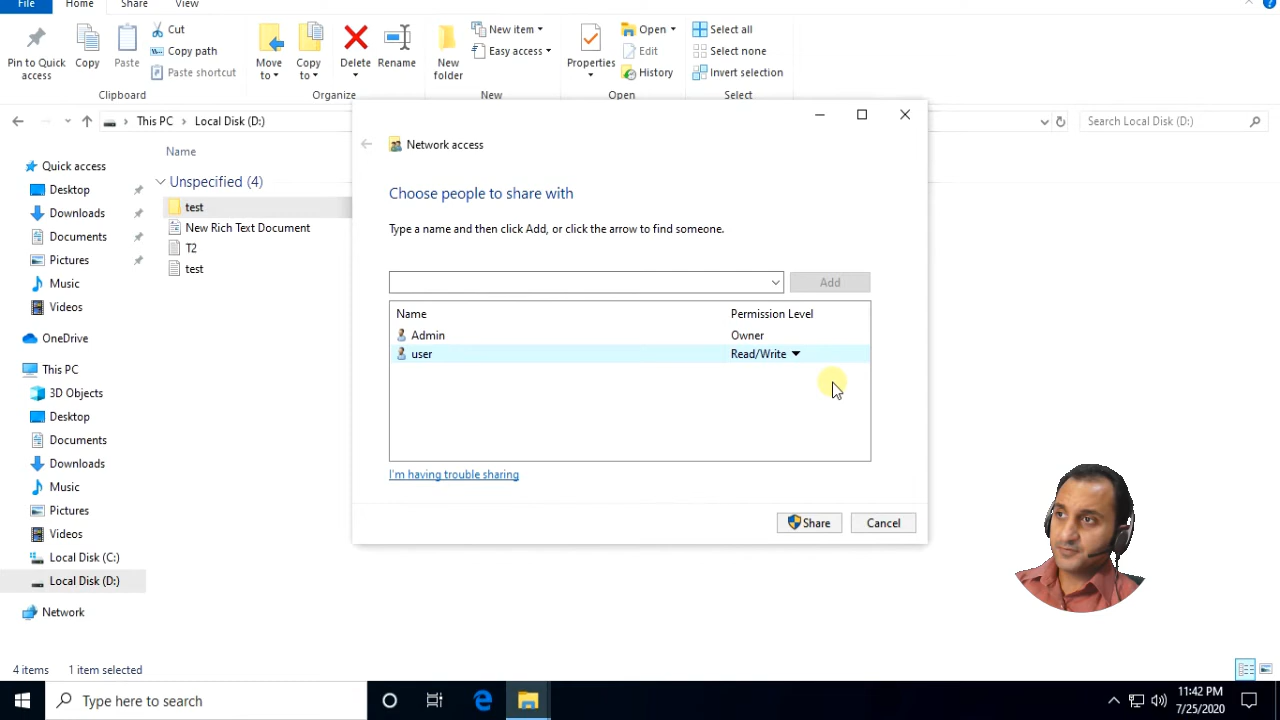 File
Home
Share
View
Pin to Quick
access
Copy
Paste
Cut
Copy path
Paste shortcut
Clipboard
Move
to
Copy
to
Delete
Rename
Organize
New
folder
New item
Easy access
New
Properties
Open
Edit
History
Open
Select all
Select none
Invert selection
Select
This PC
Local Disk (D:)
Search Local Disk (D:)
Quick access
Desktop
Downloads
Documents
Pictures
Music
Videos
OneDrive
This PC
3D Objects
Desktop
Documents
Downloads
Music
Pictures
Videos
Local Disk (C:)
Local Disk (D:)
Network
Name
Unspecified (4)
test
New Rich Text Document
T2
test
Network access
Choose people to share with
Type a name and then click Add, or click the arrow to find someone.
Add
Name Permission Level
Admin Owner
user Read/Write
I'm having trouble sharing
Share
Cancel
4 items 1 item selected
Type here to search
11:42 PM
7/25/2020